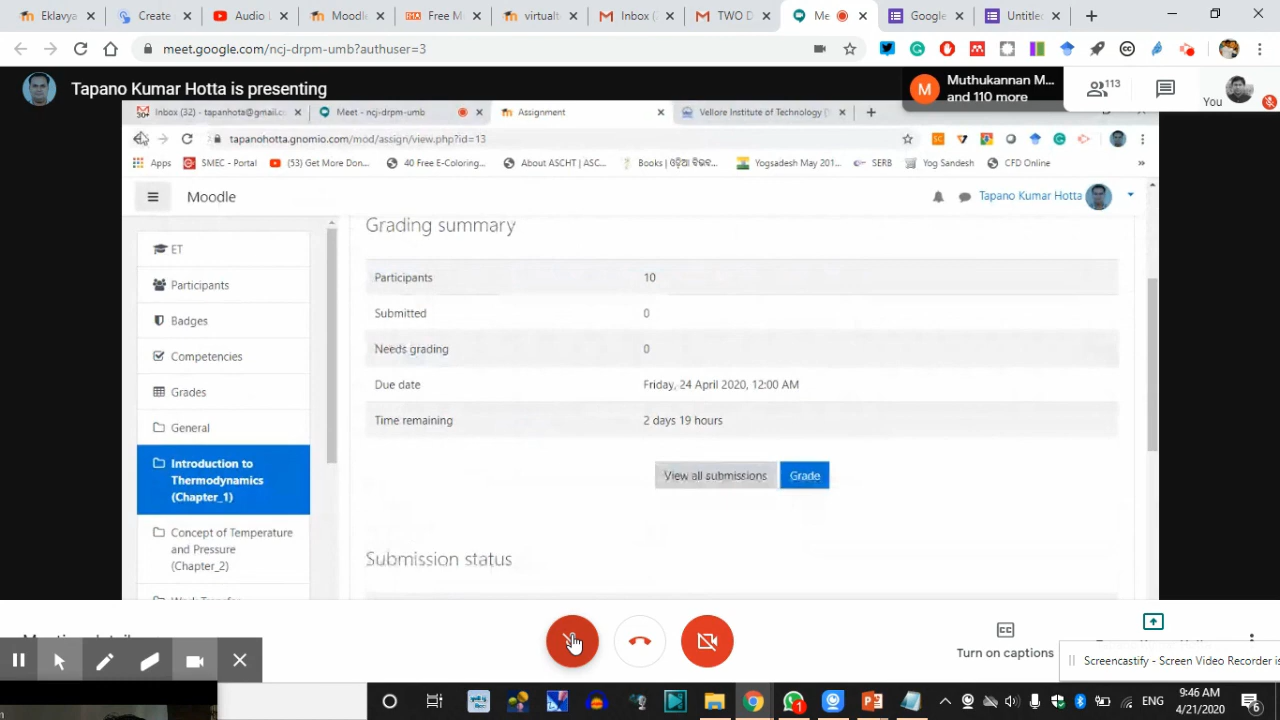 Eklavya
Create
Audio L
Moodle
Free M
virtualt
Inbox (
TWO D
Me
Google
Untitle
meet.google.com/ncj-drpm-umb?authuser=3
Tapano Kumar Hotta is presenting
M
Muthukannan M...
and 110 more
113
You
Inbox (32) - tapanhota@gmail.c
Meet - ncj-drpm-umb
Assignment
Vellore Institute of Technology (
tapanohotta.gnomio.com/mod/assign/view.php?id=13
Apps
SMEC - Portal
(53) Get More Don...
40 Free E-Coloring...
About ASCHT | ASC...
Yogsadesh May 201...
SERB
Yog Sandesh
CFD Online
»
Moodle
Tapano Kumar Hotta
ET
Participants
Badges
Competencies
Grades
General
Introduction to
Thermodynamics
(Chapter_1)
Concept of Temperature
and Pressure
(Chapter_2)
Grading summary
Participants 10
Submitted 0
Needs grading 0
Due date Friday, 24 April 2020, 12:00 AM
Time remaining 2 days 19 hours
View all submissions
Grade
Submission status
CC
Turn on captions
Screencastify - Screen Video Recorder is
ENG
9:46 AM
4/21/2020
6